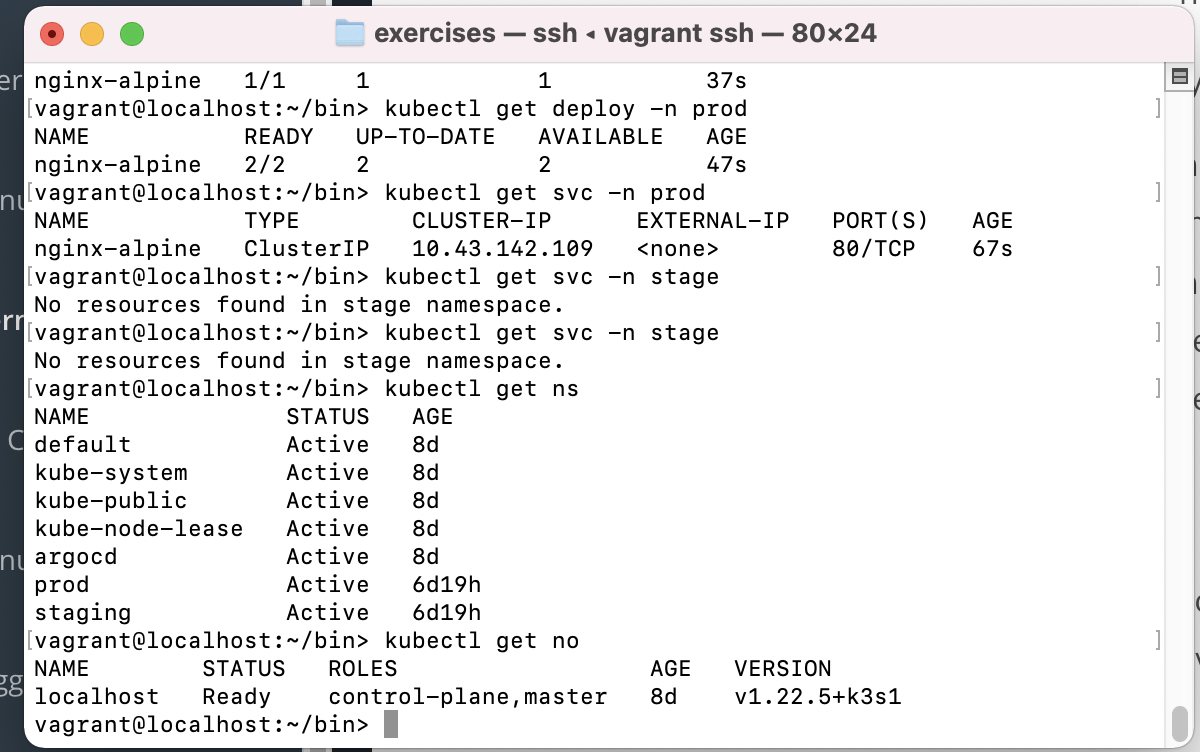 exercises — ssh ◂ vagrant ssh — 80×24
nginx-alpine   1/1     1            1           37s
[vagrant@localhost:~/bin> kubectl get deploy -n prod ]
NAME           READY   UP-TO-DATE   AVAILABLE   AGE
nginx-alpine   2/2     2            2           47s
[vagrant@localhost:~/bin> kubectl get svc -n prod ]
NAME           TYPE        CLUSTER-IP      EXTERNAL-IP   PORT(S)   AGE
nginx-alpine   ClusterIP   10.43.142.109   <none>        80/TCP    67s
[vagrant@localhost:~/bin> kubectl get svc -n stage ]
No resources found in stage namespace.
[vagrant@localhost:~/bin> kubectl get svc -n stage ]
No resources found in stage namespace.
[vagrant@localhost:~/bin> kubectl get ns ]
NAME              STATUS   AGE
default           Active   8d
kube-system       Active   8d
kube-public       Active   8d
kube-node-lease   Active   8d
argocd            Active   8d
prod              Active   6d19h
staging           Active   6d19h
[vagrant@localhost:~/bin> kubectl get no ]
NAME        STATUS   ROLES                  AGE   VERSION
localhost   Ready    control-plane,master   8d    v1.22.5+k3s1
vagrant@localhost:~/bin>